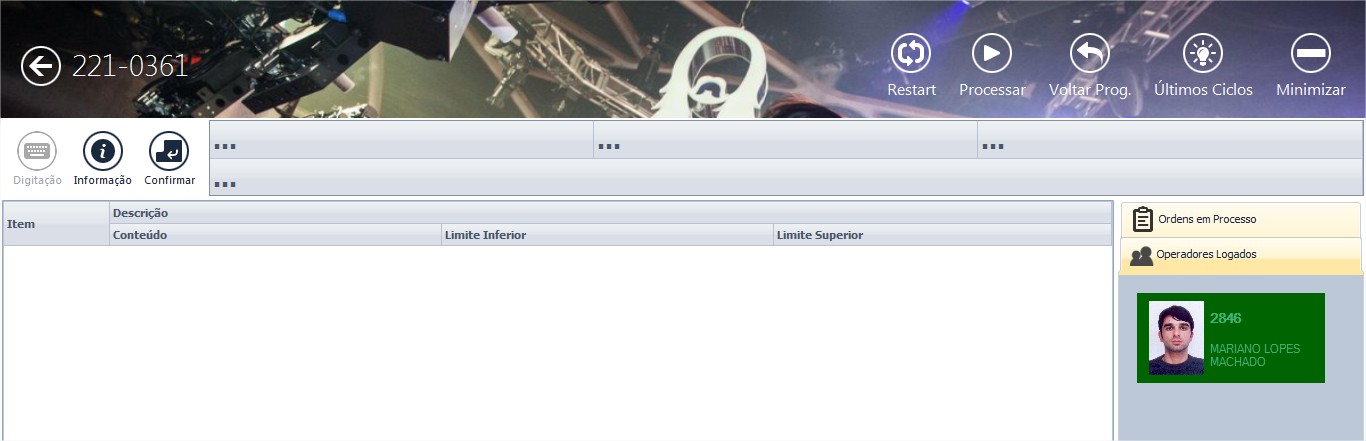 221-0361
Restart
Processar
Voltar Prog.
Últimos Ciclos
Minimizar
Digitação
Informação
Confirmar
...
...
...
...
Item
Descrição
Conteúdo
Limite Inferior
Limite Superior
Ordens em Processo
Operadores Logados
2846
MARIANO LOPES
MACHADO